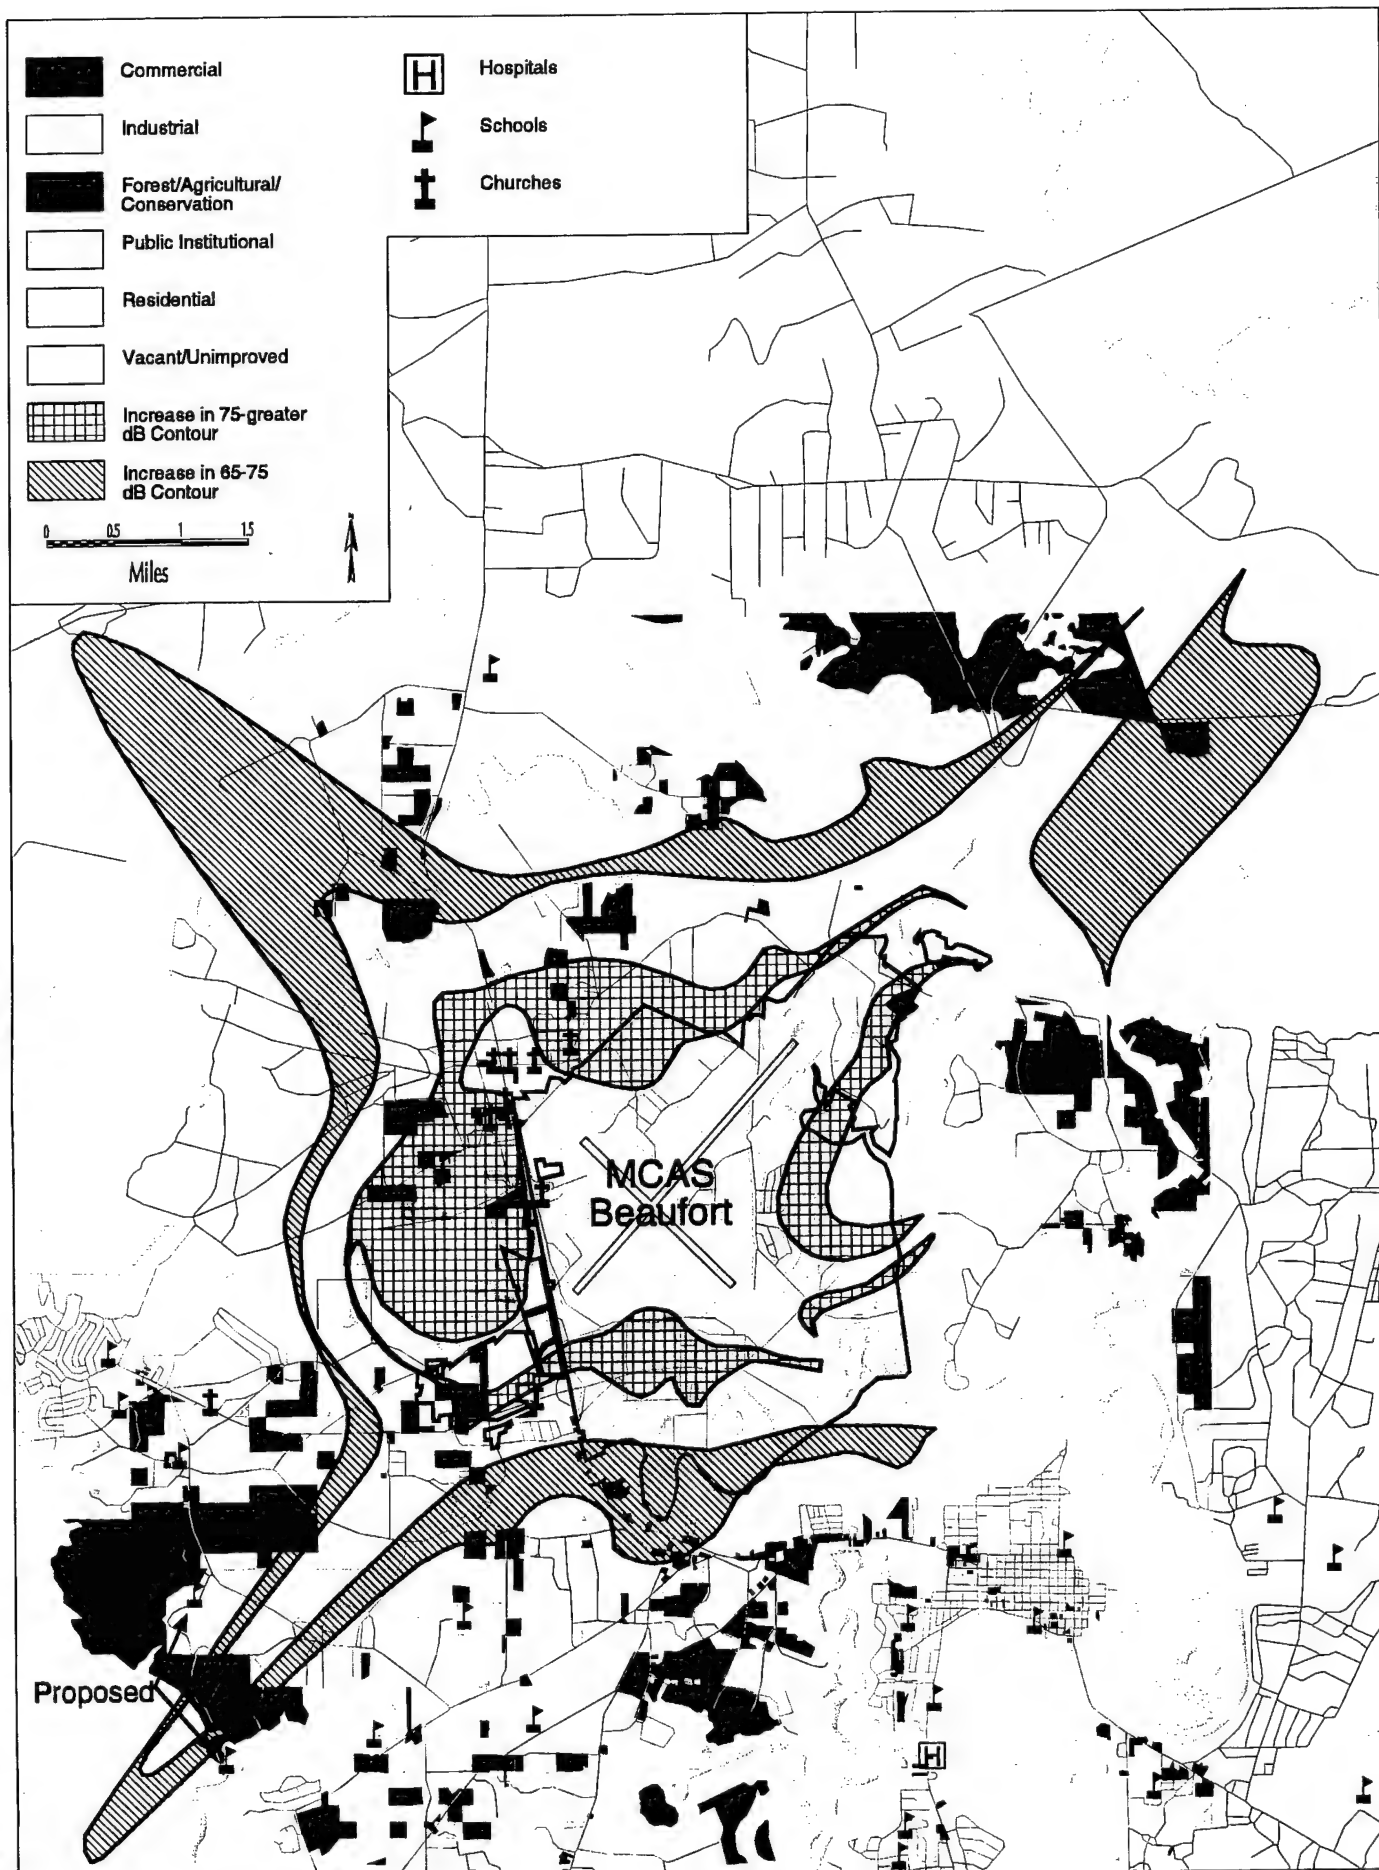 Commercial
Industrial
Forest/Agricultural/
Conservation
Public Institutional
Residential
Vacant/Unimproved
Increase in 75-greater
dB Contour
Increase in 65-75
dB Contour
H Hospitals
Schools
Churches
0 0.5 1 1.5
Miles
N
MCAS
Beaufort
Proposed
H